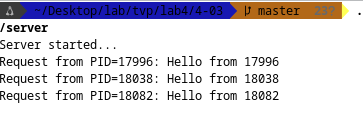 ~/Desktop/lab/tvp/lab4/4-03 master 23? .
/server
Server started...
Request from PID=17996: Hello from 17996
Request from PID=18038: Hello from 18038
Request from PID=18082: Hello from 18082